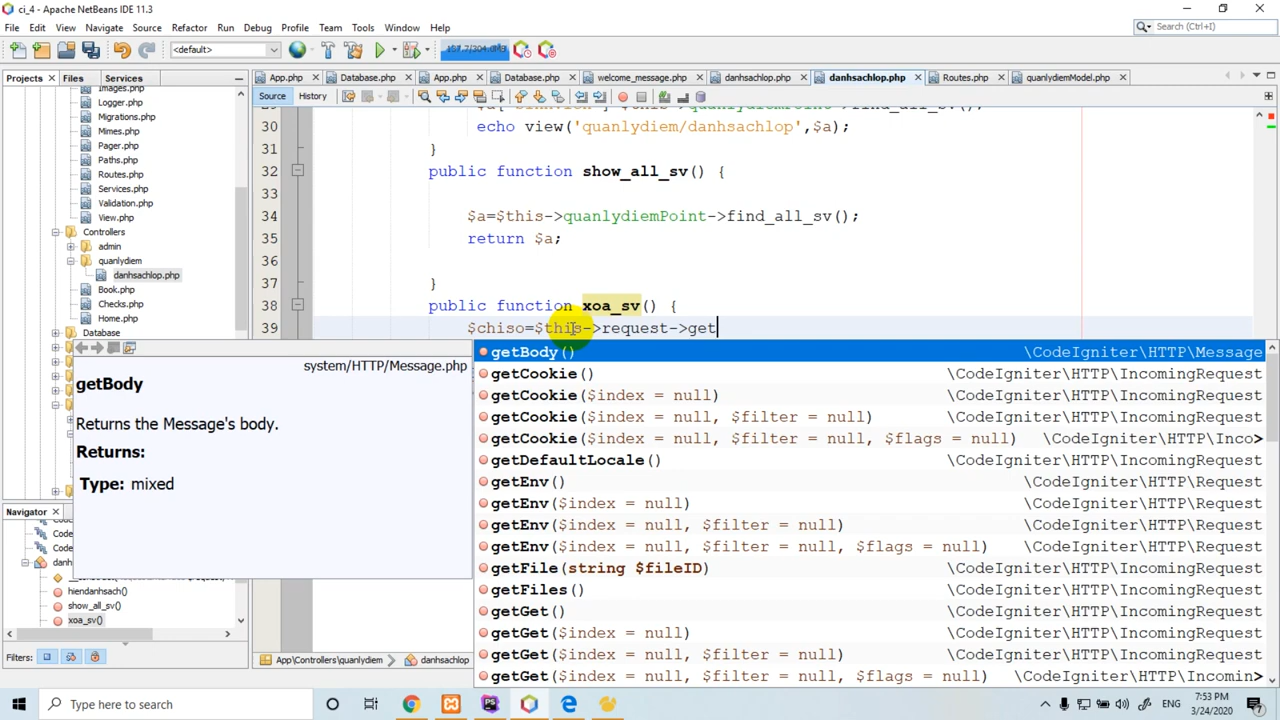 ci_4 - Apache NetBeans IDE 11.3
File Edit View Navigate Source Refactor Run Debug Profile Team Tools Window Help
Search (Ctrl+I)
<default>
Projects Files Services
App.php Database.php App.php Database.php welcome_message.php danhsachlop.php danhsachlop.php Routes.php quanlydiemModel.php
Source History
Images.php
Logger.php
Migrations.php
Mimes.php
Pager.php
Paths.php
Routes.php
Services.php
Validation.php
View.php
Controllers
admin
quanlydiem
danhsachlop.php
Book.php
Checks.php
Home.php
Database
30 echo view('quanlydiem/danhsachlop',$a);
31 }
32 public function show_all_sv() {
33
34 $a=$this->quanlydiemPoint->find_all_sv();
35 return $a;
36
37 }
38 public function xoa_sv() {
39 $chiso=$this->request->get
system/HTTP/Message.php
getBody
Returns the Message's body.
Returns:
Type: mixed
getBody() \CodeIgniter\HTTP\Message
getCookie() \CodeIgniter\HTTP\IncomingRequest
getCookie($index = null) \CodeIgniter\HTTP\IncomingRequest
getCookie($index = null, $filter = null) \CodeIgniter\HTTP\IncomingRequest
getCookie($index = null, $filter = null, $flags = null) \CodeIgniter\HTTP\Inco>
getDefaultLocale() \CodeIgniter\HTTP\IncomingRequest
getEnv() \CodeIgniter\HTTP\Request
getEnv($index = null) \CodeIgniter\HTTP\Request
getEnv($index = null, $filter = null) \CodeIgniter\HTTP\Request
getEnv($index = null, $filter = null, $flags = null) \CodeIgniter\HTTP\Request
getFile(string $fileID) \CodeIgniter\HTTP\IncomingRequest
getFiles() \CodeIgniter\HTTP\IncomingRequest
getGet() \CodeIgniter\HTTP\IncomingRequest
getGet($index = null) \CodeIgniter\HTTP\IncomingRequest
getGet($index = null, $filter = null) \CodeIgniter\HTTP\IncomingRequest
getGet($index = null, $filter = null, $flags = null) \CodeIgniter\HTTP\Incomin>
Navigator
danh
hiendanhsach()
show_all_sv()
xoa_sv()
Filters:
App\Controllers\quanlydiem danhsachlop
Type here to search
7:53 PM
3/24/2020